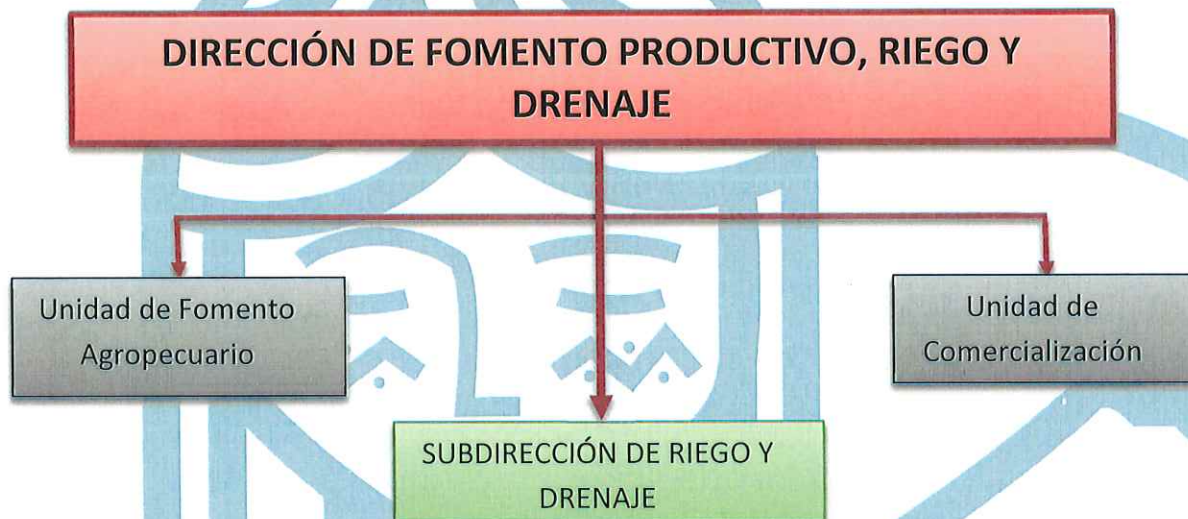 DIRECCIÓN DE FOMENTO PRODUCTIVO, RIEGO Y
DRENAJE
Unidad de Fomento
Agropecuario
Unidad de
Comercialización
SUBDIRECCIÓN DE RIEGO Y
DRENAJE